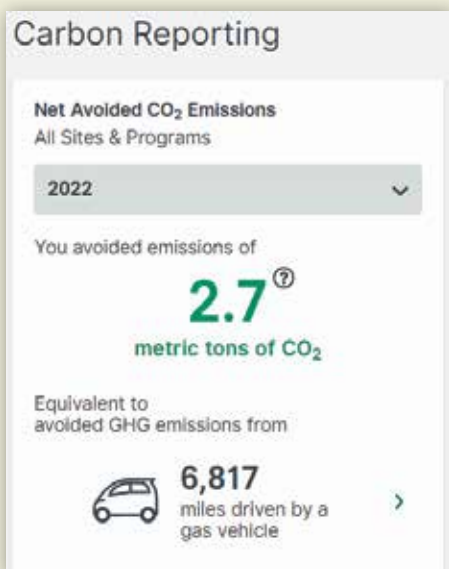 Carbon Reporting
Net Avoided CO₂ Emissions
All Sites & Programs
2022
You avoided emissions of
2.7 ?
metric tons of CO₂
Equivalent to
avoided GHG emissions from
6,817
miles driven by a
gas vehicle